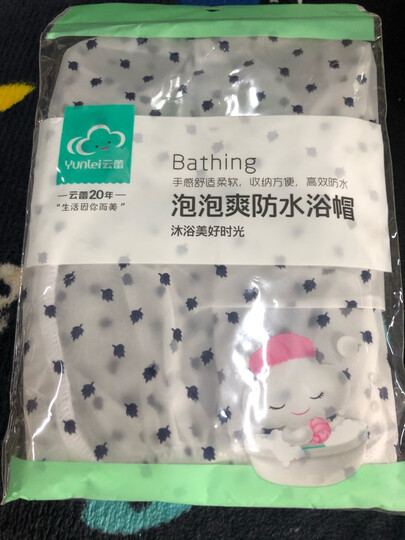 Yunlei云蕾
云蕾20年
"生活因你而美"
Bathing
手感舒适柔软，收纳方便，高效防水
泡泡爽防水浴帽
沐浴美好时光